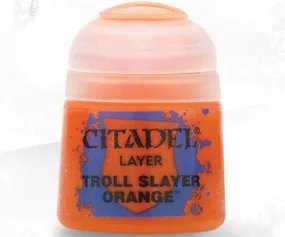 CITADEL
LAYER
TROLL SLAYER
ORANGE™